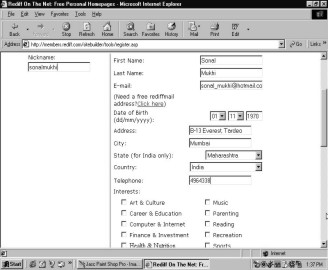 Rediff On The Net: Free Personal Homepages - Microsoft Internet Explorer
File Edit View Favorites Tools Help
Back Stop Refresh Home Search Favorites History Mail Print Edit
Address http://members.rediff.com/sitebuilder/tools/register.asp Go Links
Nickname:
sonalmukhi
First Name: Sonal
Last Name: Mukhi
E-mail: sonal_mukhi@hotmail.co
(Need a free rediffmail
address?Click here)
Date of Birth 01 11 1970
(dd/mm/yyyy):
Address: B-13 Everest Tardeo
City: Mumbai
State (for India only): Maharashtra
Country: India
Telephone: 4964338
Interests:
Art & Culture Music
Career & Education Parenting
Computer & Internet Reading
Finance & Investment Recreation
Health & Nutrition Sports
Internet
Start Jasc Paint Shop Pro - Ima... Rediff On The Net: Fr... 1:37 PM